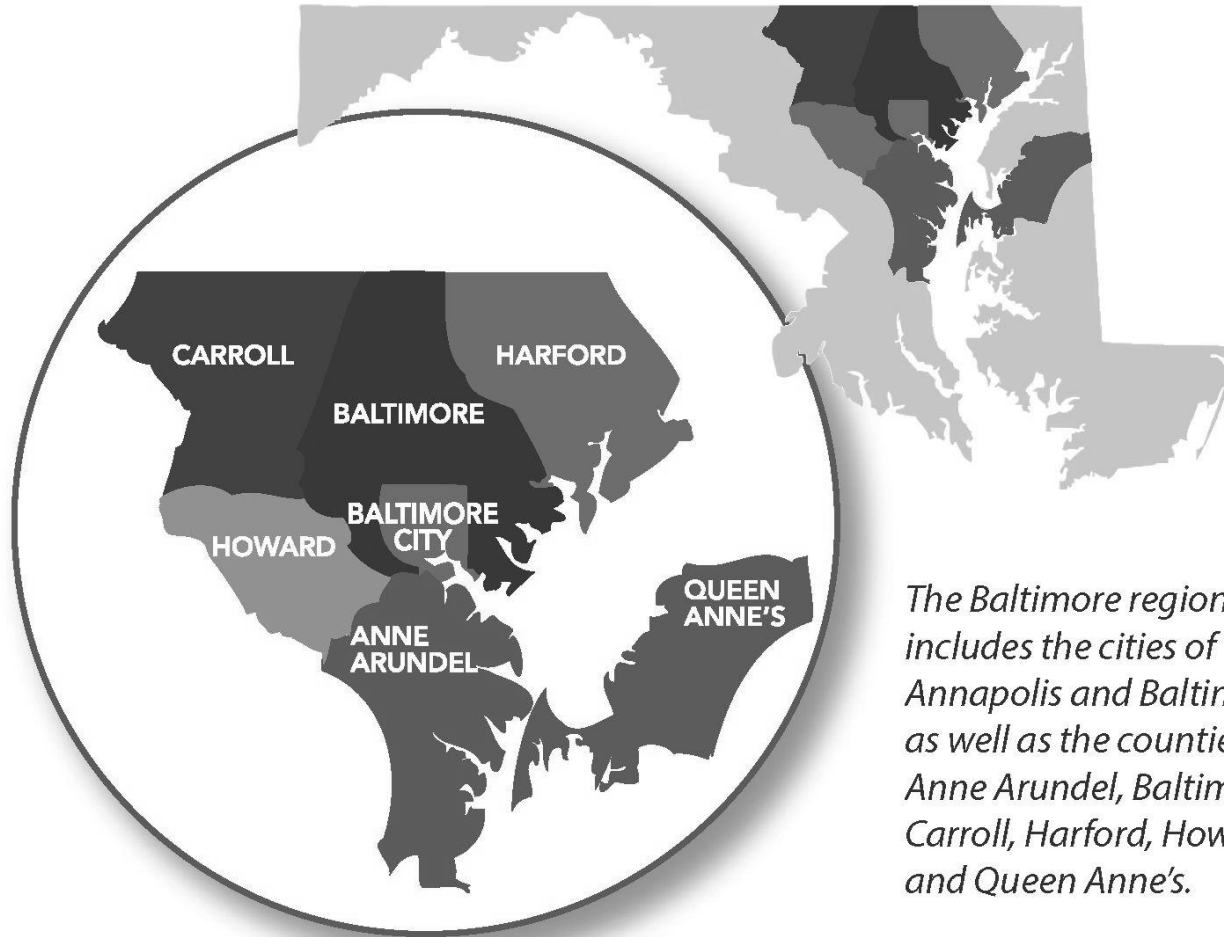 CARROLL
HARFORD
BALTIMORE
BALTIMORE
CITY
HOWARD
QUEEN
ANNE'S
ANNE
ARUNDEL
The Baltimore region
includes the cities of
Annapolis and
as well as the
Anne Arundel,
Carroll, Harford,
and Queen Anne's.